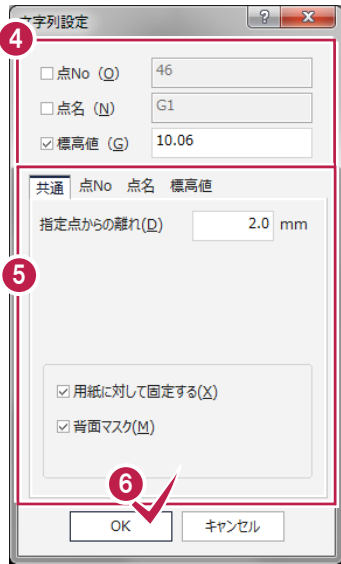 文字列設定
?
X
4
点No (O) 46
点名 (N) G1
標高値 (G) 10.06
共通 点No 点名 標高値
指定点からの離れ(D) 2.0 mm
5
用紙に対して固定する(X)
背面マスク(M)
6
OK キャンセル